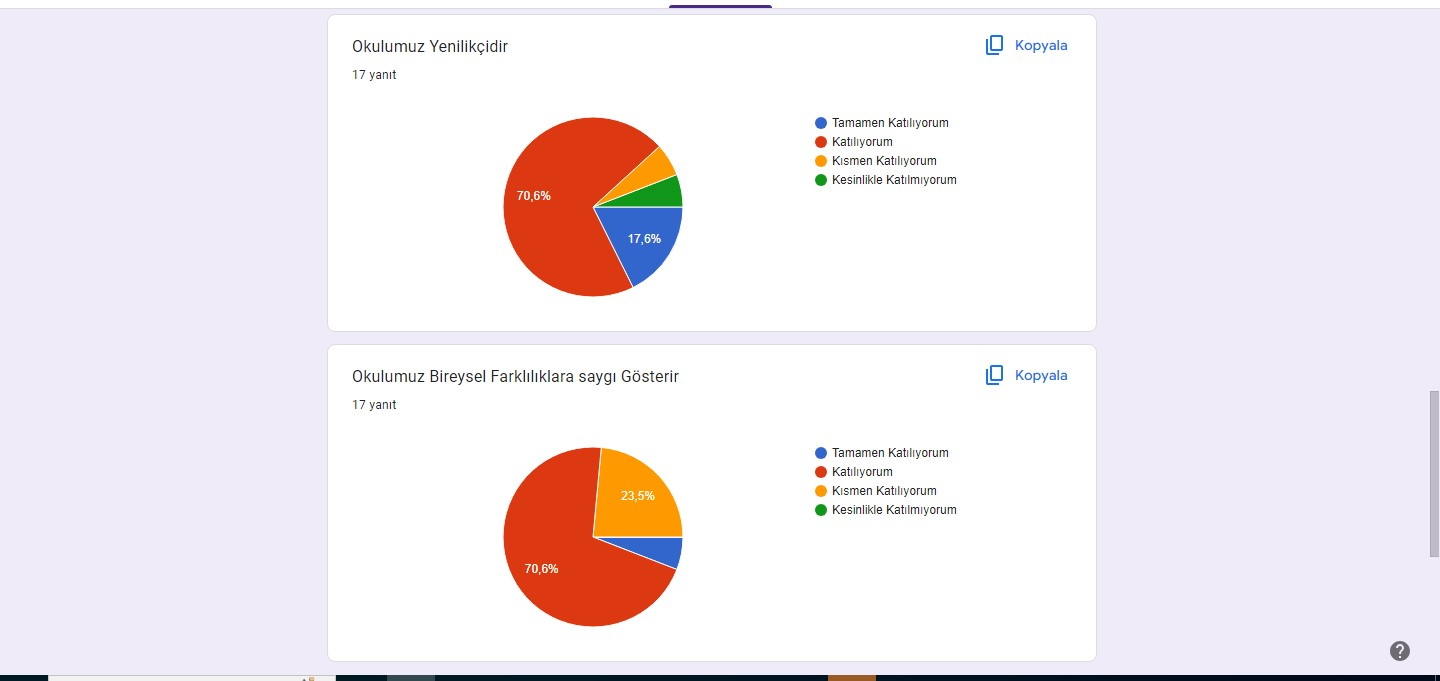 Okulumuz Yenilikçidir
Kopyala
17 yanıt
Tamamen Katılıyorum
Katılıyorum
Kısmen Katılıyorum
Kesinlikle Katılmıyorum
70,6%
17,6%
Okulumuz Bireysel Farklılıklara saygı Gösterir
Kopyala
17 yanıt
Tamamen Katılıyorum
Katılıyorum
Kısmen Katılıyorum
Kesinlikle Katılmıyorum
23,5%
70,6%
?